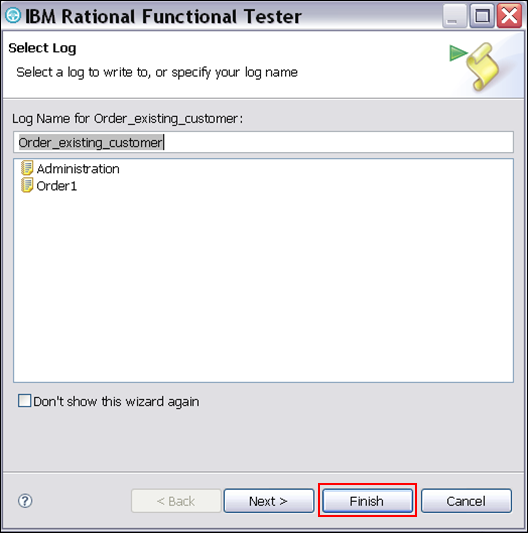 IBM Rational Functional Tester
Select Log
Select a log to write to, or specify your log name
Log Name for Order_existing_customer:
Order_existing_customer
Administration
Order1
Don't show this wizard again
?
< Back Next > Finish Cancel